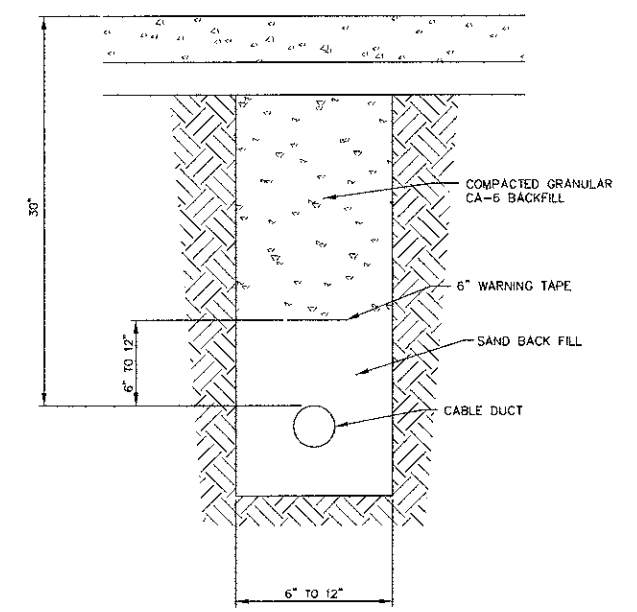 30"
COMPACTED GRANULAR
CA-6 BACKFILL
6" WARNING TAPE
6" TO 12"
SAND BACK FILL
CABLE DUCT
6" TO 12"